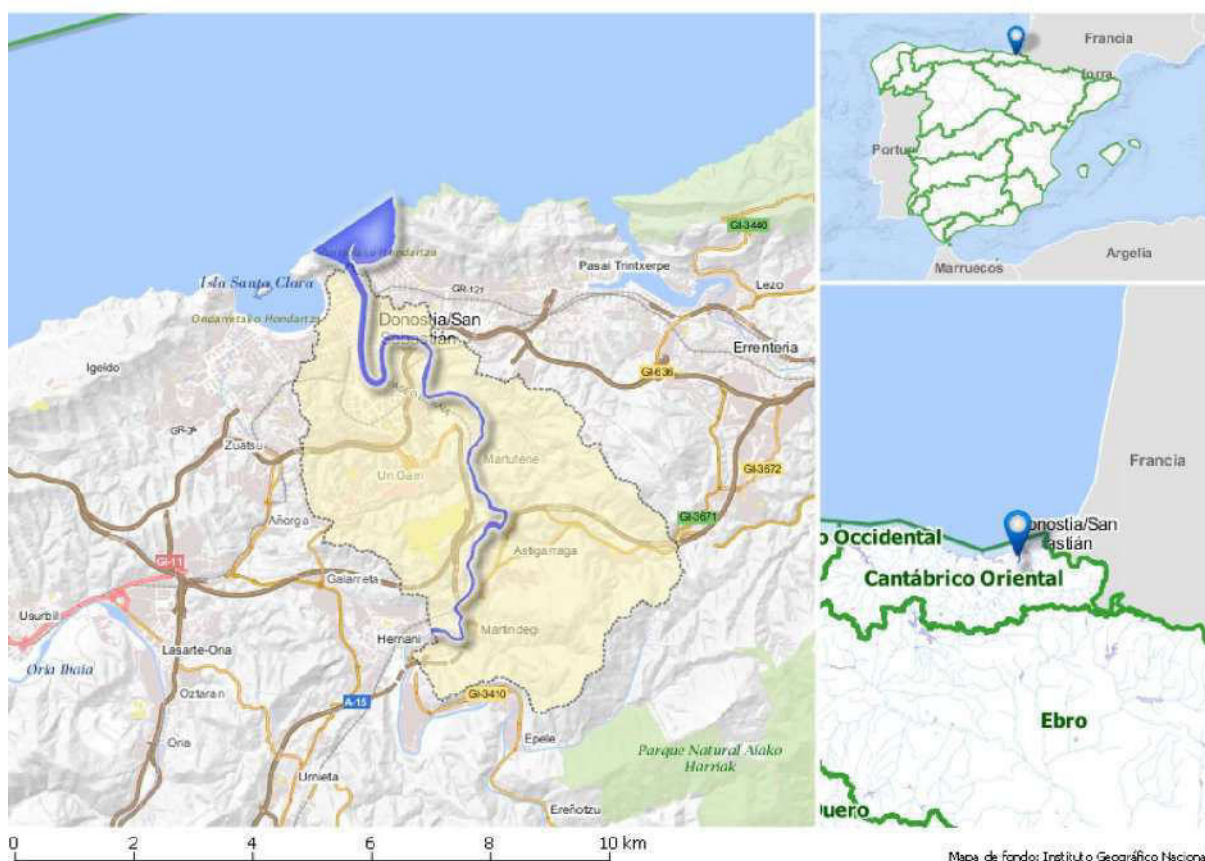 Francia
Portu
Marruecos
Argelia
GI-3440
Pasai Trintxerpe
Isla Santa Clara
GR-121
Lezo
Ondarretako Hondartza
Donostia/San
Sebastián
Errenteria
Igeldo
GI-636
Zuatsu
Martutene
GI-3672
Añorga
GI-3671
GI-11
Astigarraga
Galarreta
Usurbil
Hernani
Martindegi
Lasarte-Oria
Oria Ibaia
Oztaran
A-15
GI-3410
Oria
Epele
Urnieta
Parque Natural Aiako
Harriak
Ereñotzu
0 2 4 6 8 10 km
Francia
onostia/San
astián
o Occidental
Cantábrico Oriental
Ebro
uero
Mapa de fondo: Instituto Geográfico Naciona